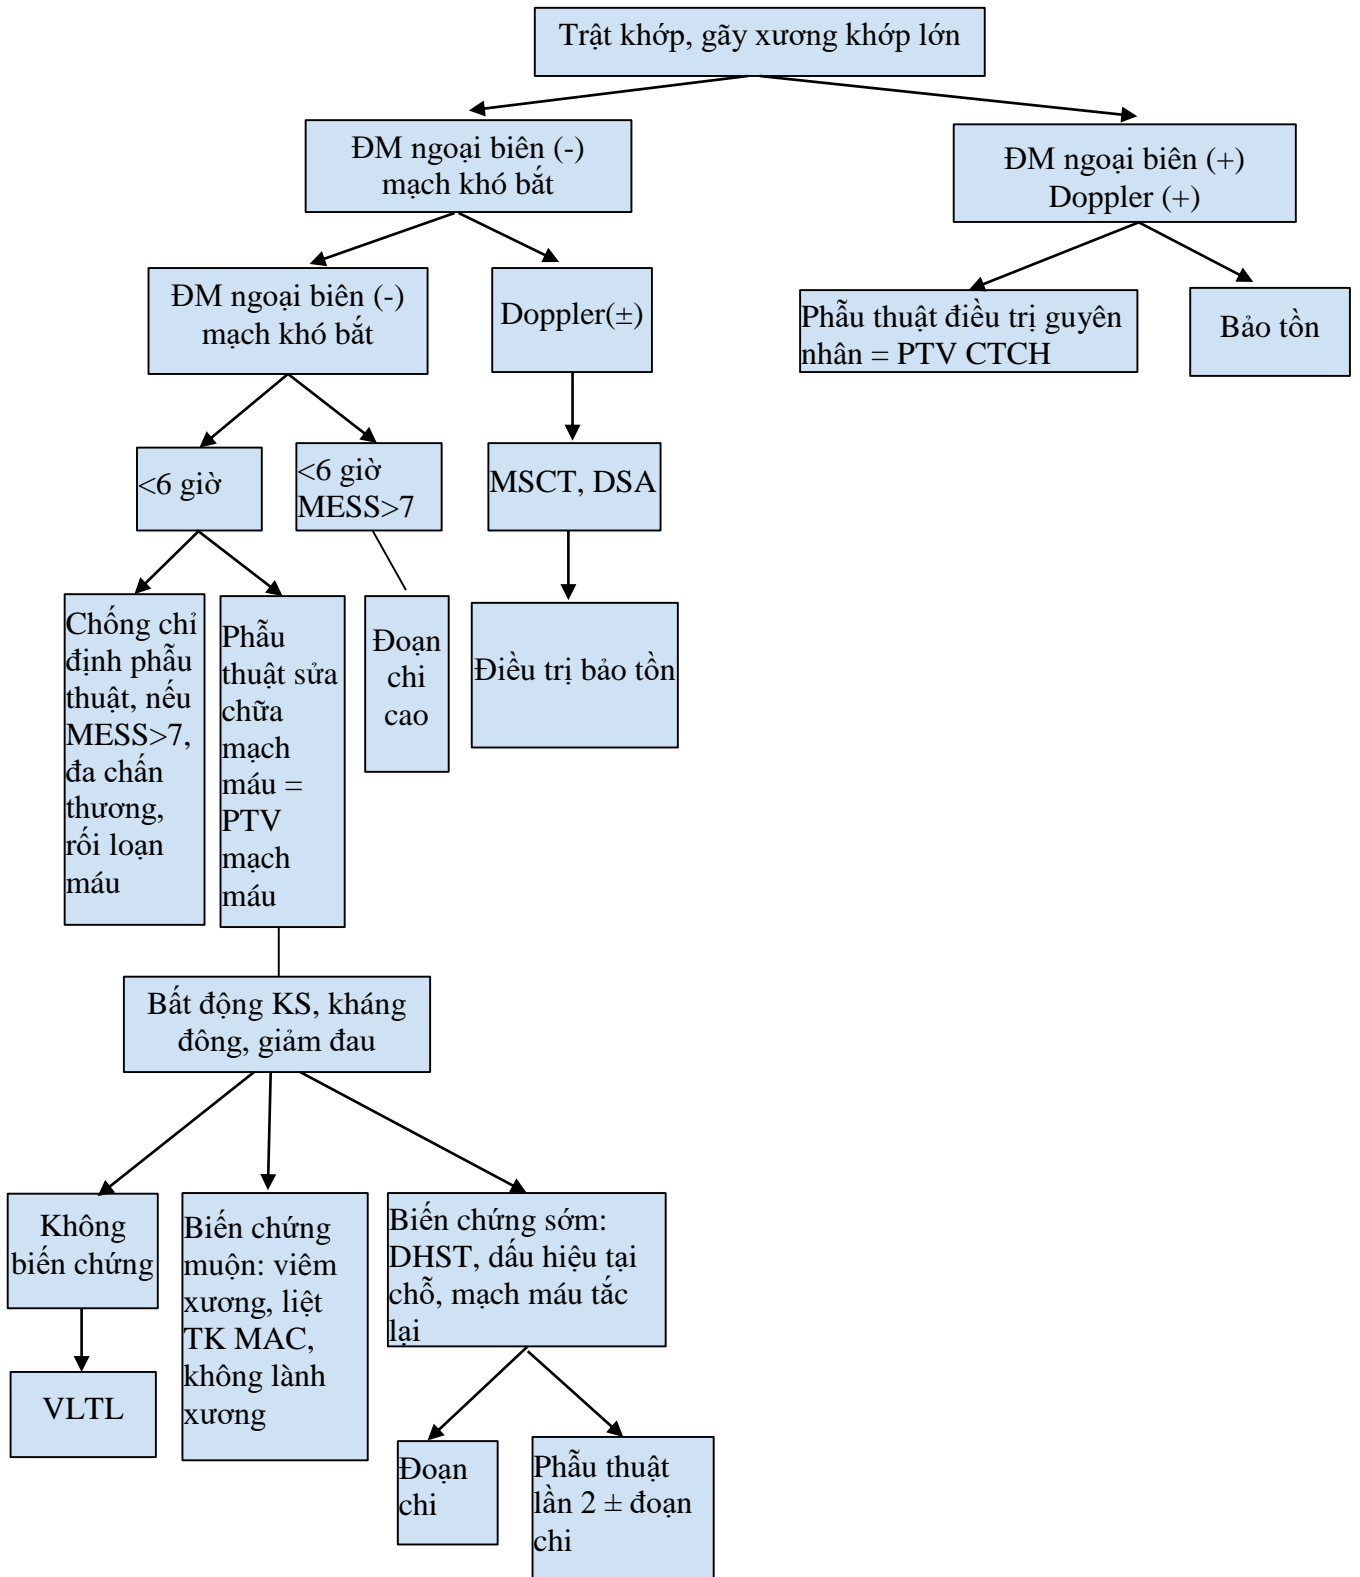 Trật khớp, gãy xương khớp lớn
ĐM ngoại biên (-)
mạch khó bắt
ĐM ngoại biên (+)
Doppler (+)
ĐM ngoại biên (-)
mạch khó bắt
Doppler(±)
Phẫu thuật điều trị guyên
nhân = PTV CTCH
Bảo tồn
<6 giờ
<6 giờ
MESS>7
MSCT, DSA
Chống chỉ
định phẫu
thuật, nếu
MESS>7,
đa chấn
thương,
rối loạn
máu
Phẫu
thuật sửa
chữa
mạch
máu =
PTV
mạch
máu
Đoạn
chi
cao
Điều trị bảo tồn
Bất động KS, kháng
đông, giảm đau
Không
biến chứng
Biến chứng
muộn: viêm
xương, liệt
TK MAC,
không lành
xương
Biến chứng sớm:
DHST, dấu hiệu tại
chỗ, mạch máu tắc
lại
VLTL
Đoạn
chi
Phẫu thuật
lần 2 ± đoạn
chi